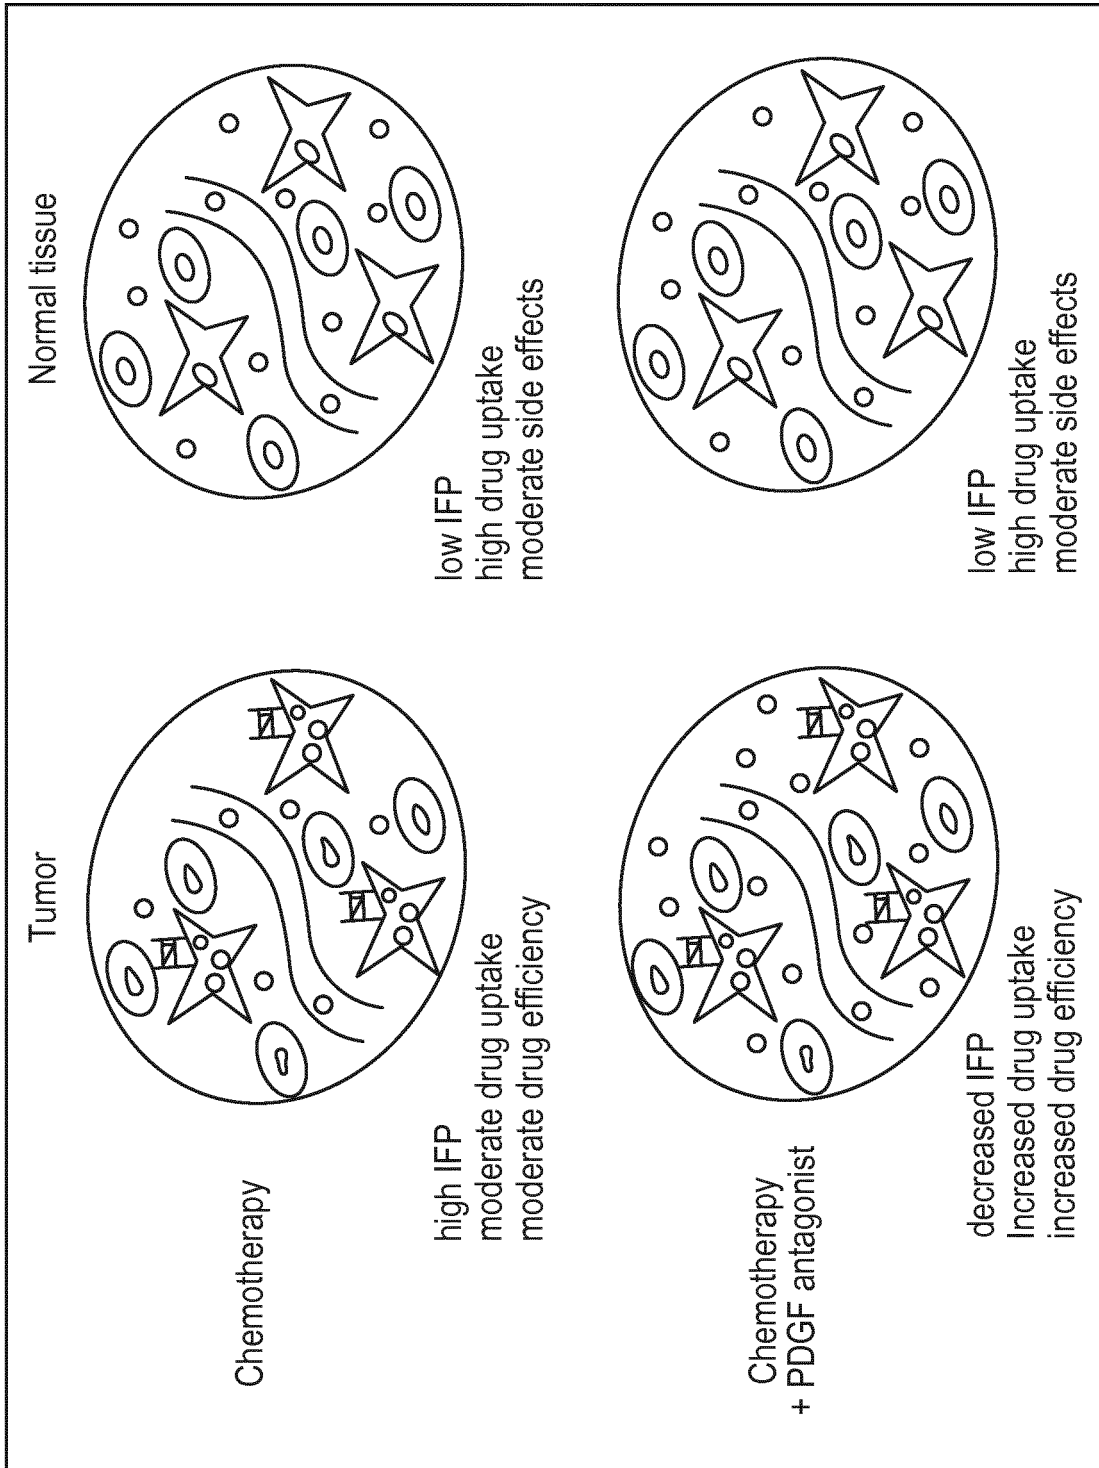 Tumor
Normal tissue
Chemotherapy
high IFP
moderate drug uptake
moderate drug efficiency
low IFP
high drug uptake
moderate side effects
Chemotherapy
+ PDGF antagonist
decreased IFP
Increased drug uptake
increased drug efficiency
low IFP
high drug uptake
moderate side effects